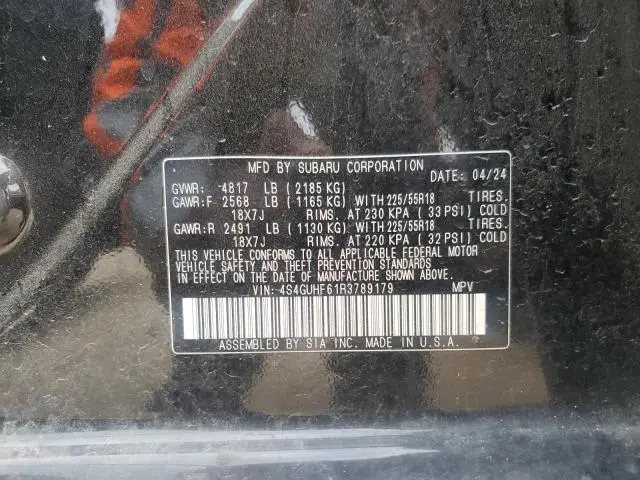 MFD BY SUBARU CORPORATION
DATE: 04/24
GVWR: 4817 LB (2185 KG)
GAWR:F 2568 LB (1165 KG) WITH 225/55R18 TIRES.
18X7J RIMS. AT 230 KPA (33 PSI) COLD
GAWR:R 2491 LB (1130 KG) WITH 225/55R18 TIRES.
18X7J RIMS. AT 220 KPA (32 PSI) COLD
THIS VEHICLE CONFORMS TO ALL APPLICABLE FEDERAL MOTOR
VEHICLE SAFETY AND THEFT PREVENTION STANDARDS
IN EFFECT ON THE DATE OF MANUFACTURE SHOWN ABOVE.
VIN: 4S4GUHF61R3789179 MPV
ASSEMBLED BY SIA INC. MADE IN U.S.A.